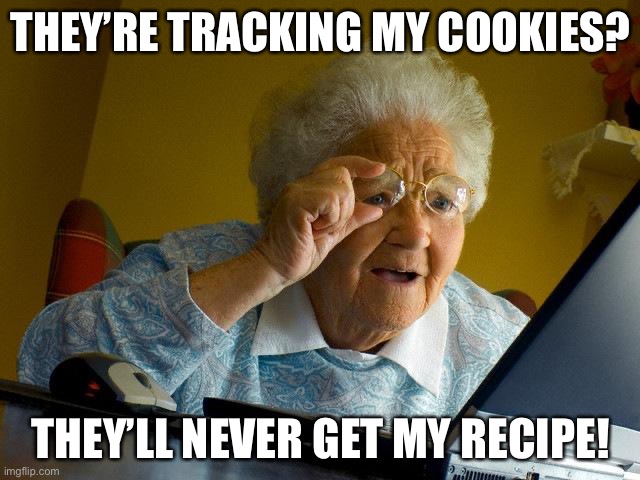 THEY’RE TRACKING MY COOKIES?
THEY’LL NEVER GET MY RECIPE!
imgflip.com